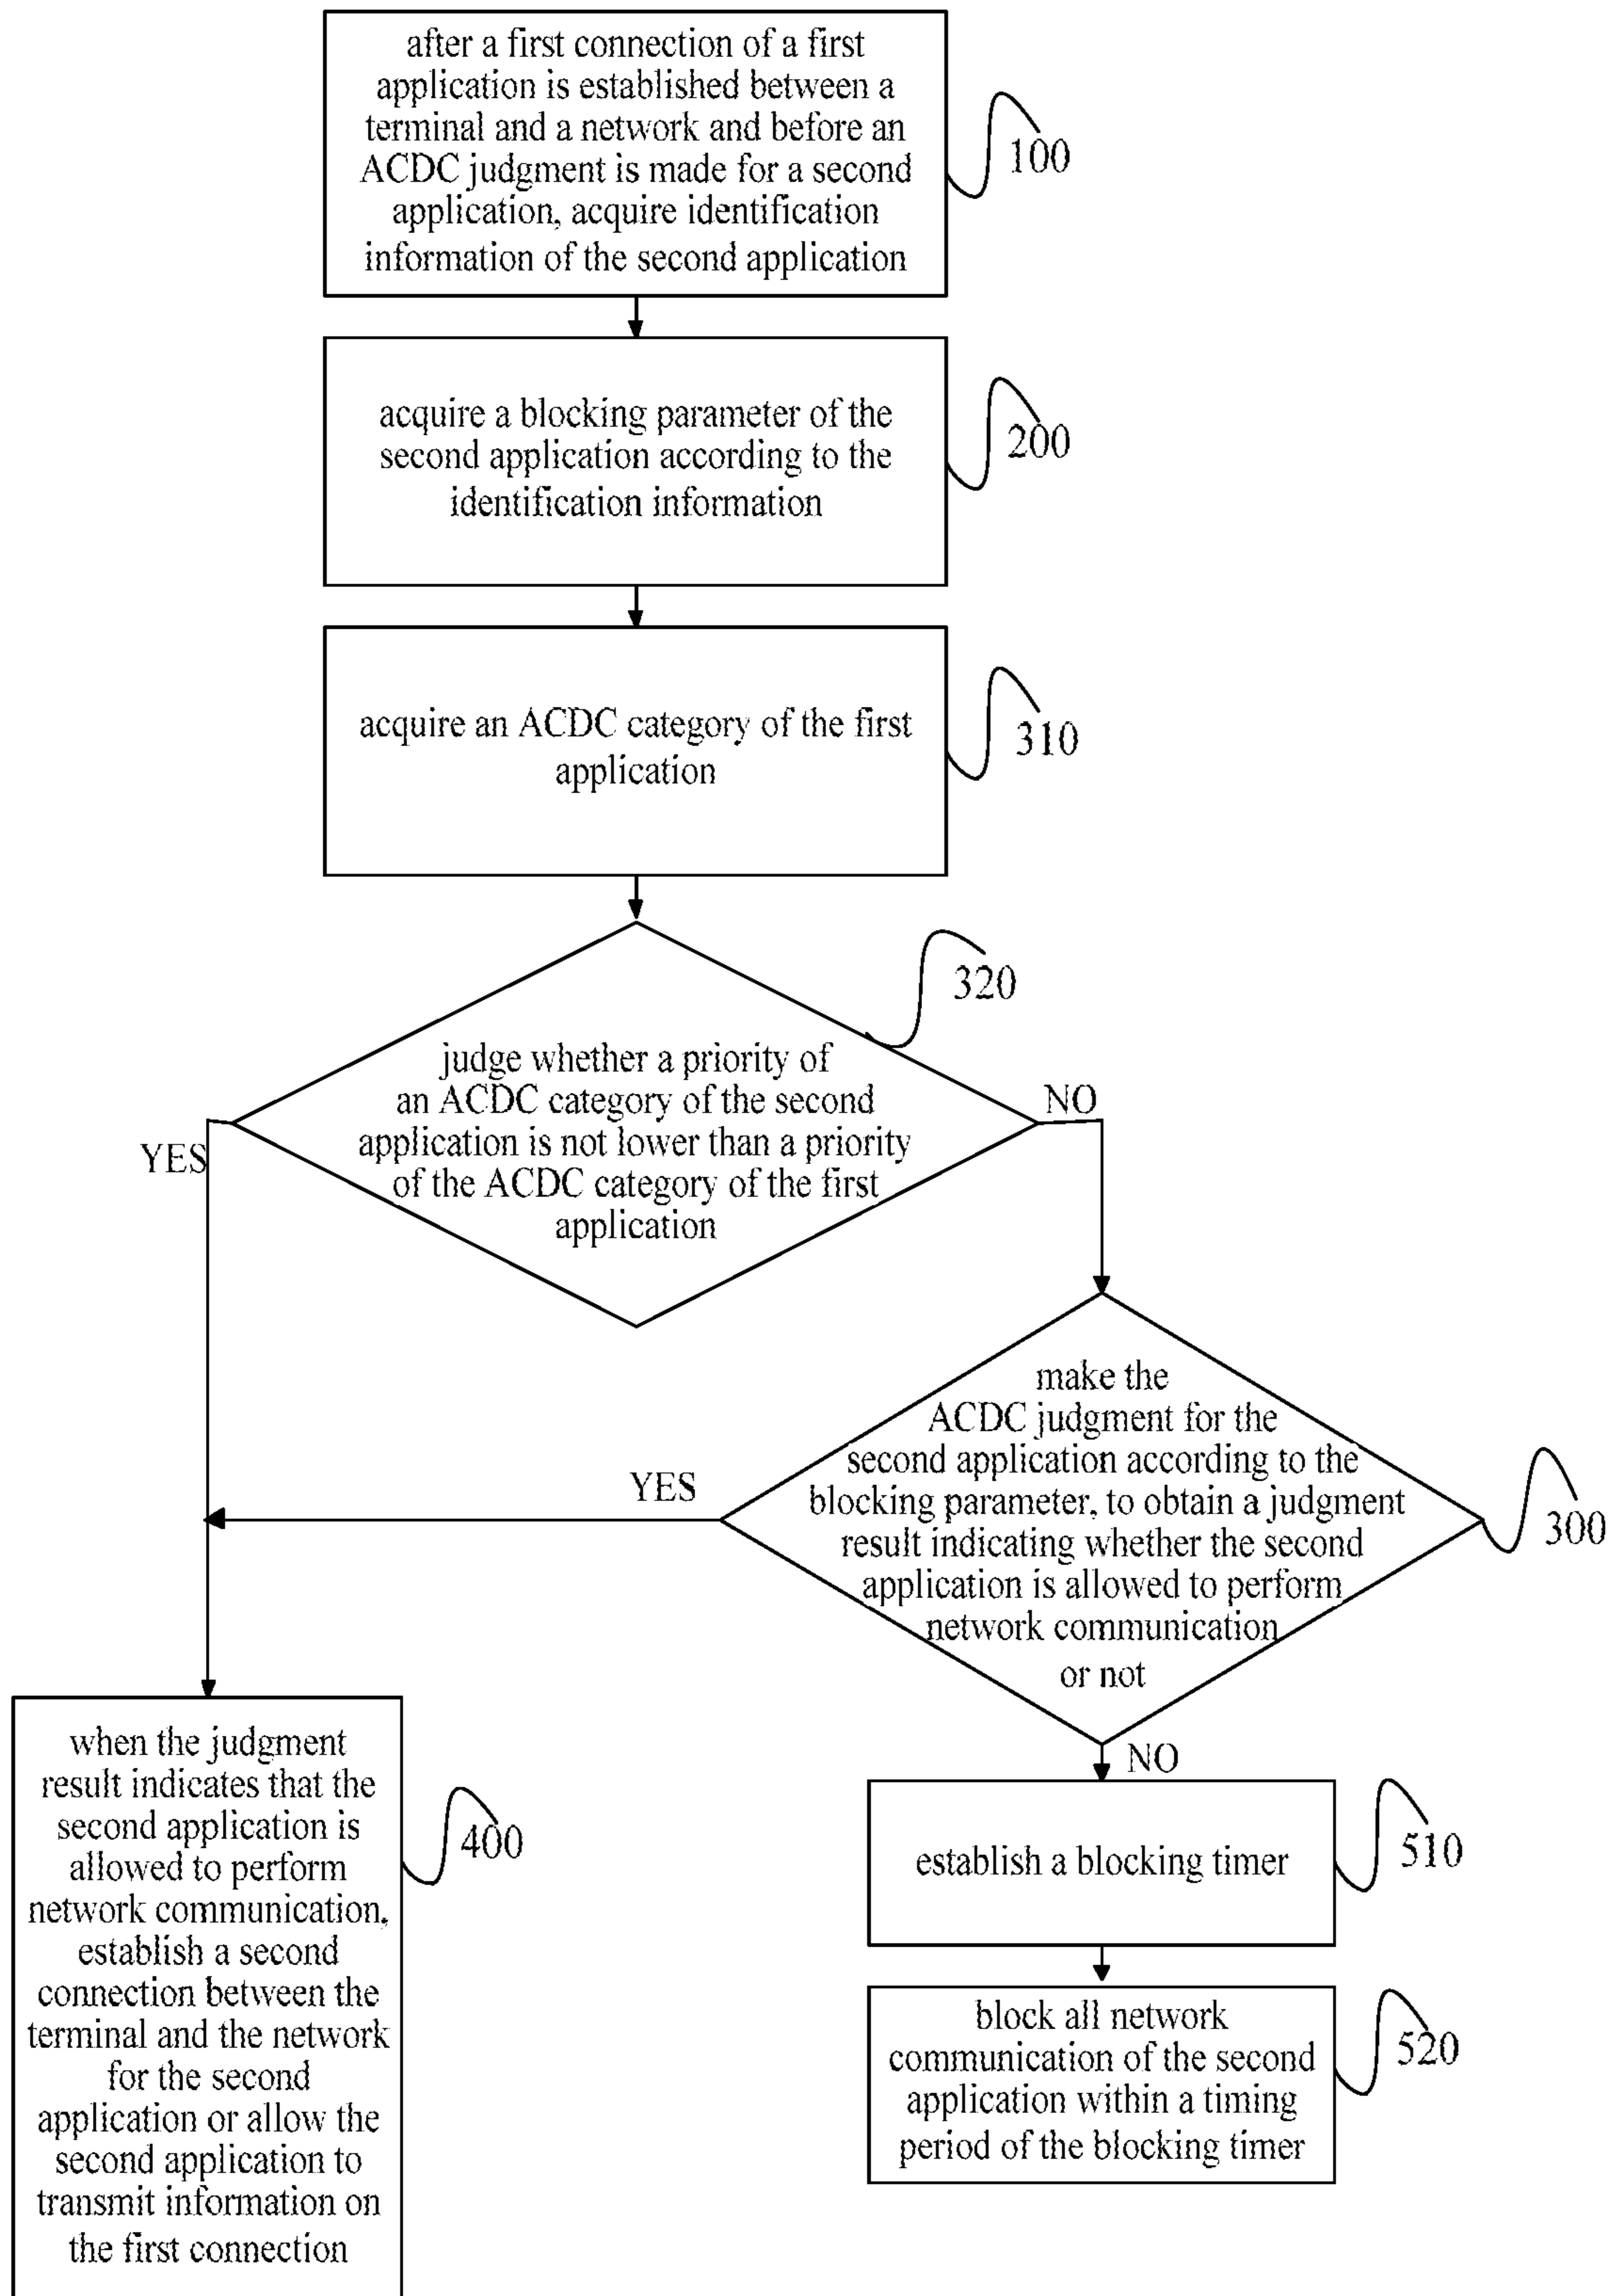 after a first connection of a first
application is established between a
terminal and a network and before an
ACDC judgment is made for a second
application, acquire identification
information of the second application
100
acquire a blocking parameter of the
second application according to the
identification information
200
acquire an ACDC category of the first
application
310
320
judge whether a priority of
an ACDC category of the second
application is not lower than a priority
of the ACDC category of the first
application
YES
NO
make the
ACDC judgment for the
second application according to the
blocking parameter, to obtain a judgment
result indicating whether the second
application is allowed to perform
network communication
or not
300
YES
NO
when the judgment
result indicates that the
second application is
allowed to perform
network communication,
establish a second
connection between the
terminal and the network
for the second
application or allow the
second application to
transmit information on
the first connection
400
establish a blocking timer
510
block all network
communication of the second
application within a timing
period of the blocking timer
520